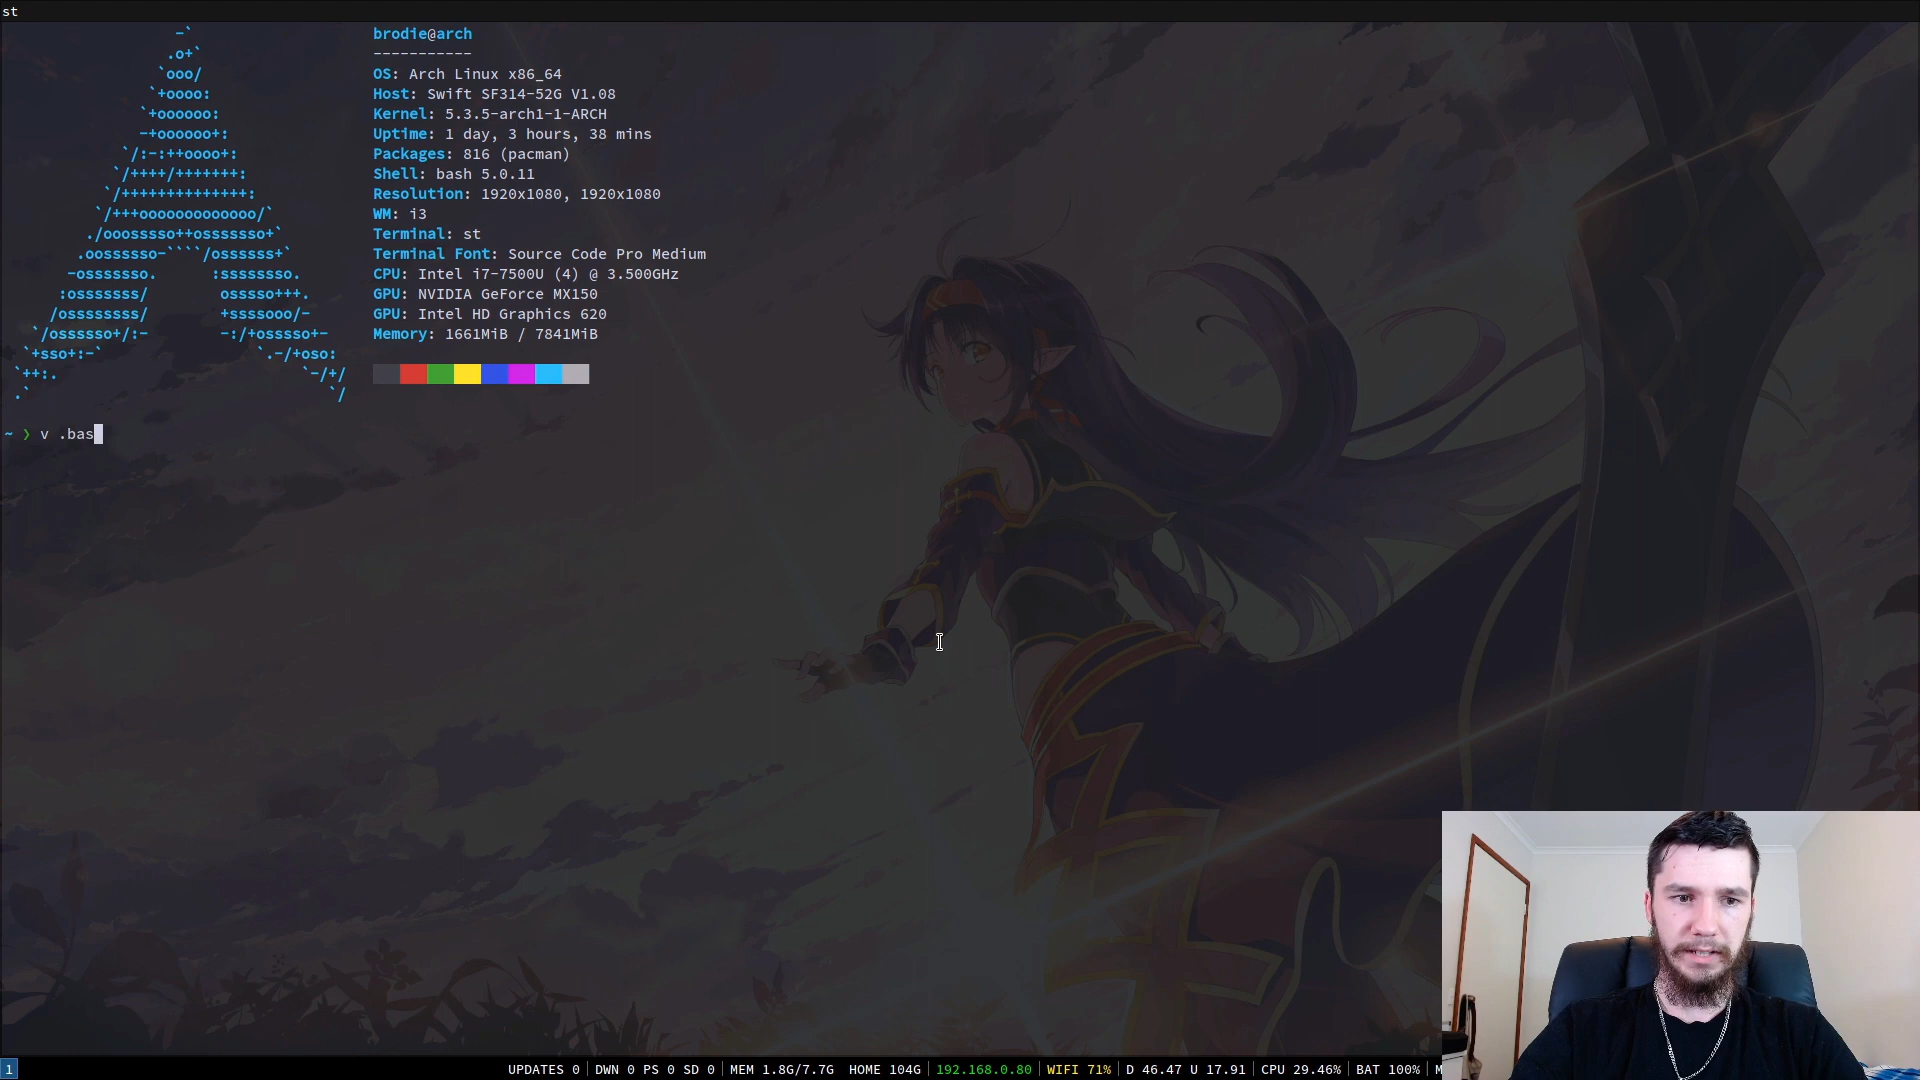 st
brodie@arch
-----------
OS: Arch Linux x86_64
Host: Swift SF314-52G V1.08
Kernel: 5.3.5-arch1-1-ARCH
Uptime: 1 day, 3 hours, 38 mins
Packages: 816 (pacman)
Shell: bash 5.0.11
Resolution: 1920x1080, 1920x1080
WM: i3
Terminal: st
Terminal Font: Source Code Pro Medium
CPU: Intel i7-7500U (4) @ 3.500GHz
GPU: NVIDIA GeForce MX150
GPU: Intel HD Graphics 620
Memory: 1661MiB / 7841MiB
~ ❯ v .bas
1 UPDATES 0 | DWN 0 PS 0 SD 0 | MEM 1.8G/7.7G HOME 104G | 192.168.0.80 | WIFI 71% | D 46.47 U 17.91 | CPU 29.46% | BAT 100% | M